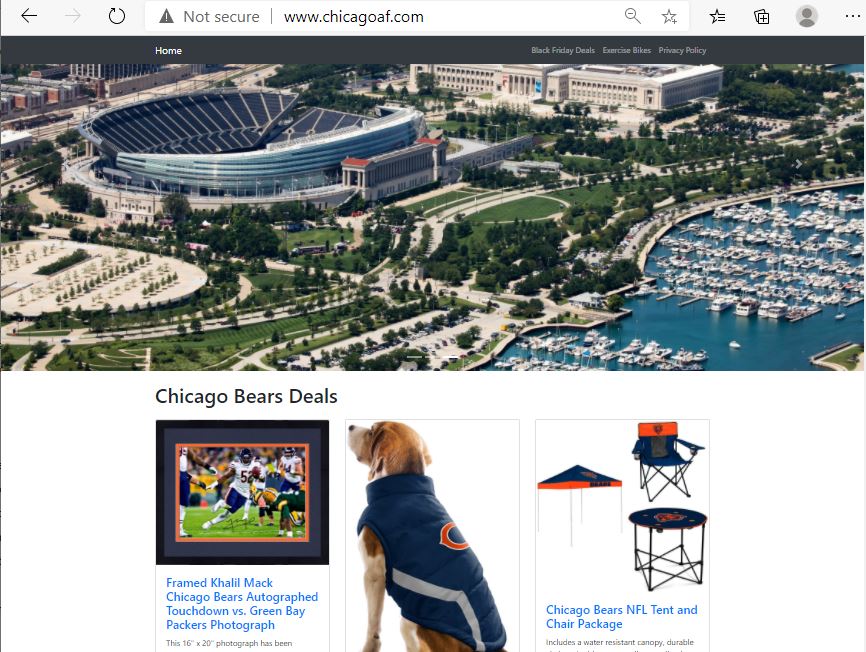 Not secure | www.chicagoaf.com
Home
Black Friday Deals Exercise Bikes Privacy Policy
Chicago Bears Deals
Framed Khalil Mack
Chicago Bears Autographed
Touchdown vs. Green Bay
Packers Photograph
This 16" x 20" photograph has been
BEARS
Chicago Bears NFL Tent and
Chair Package
Includes a water resistant canopy, durable